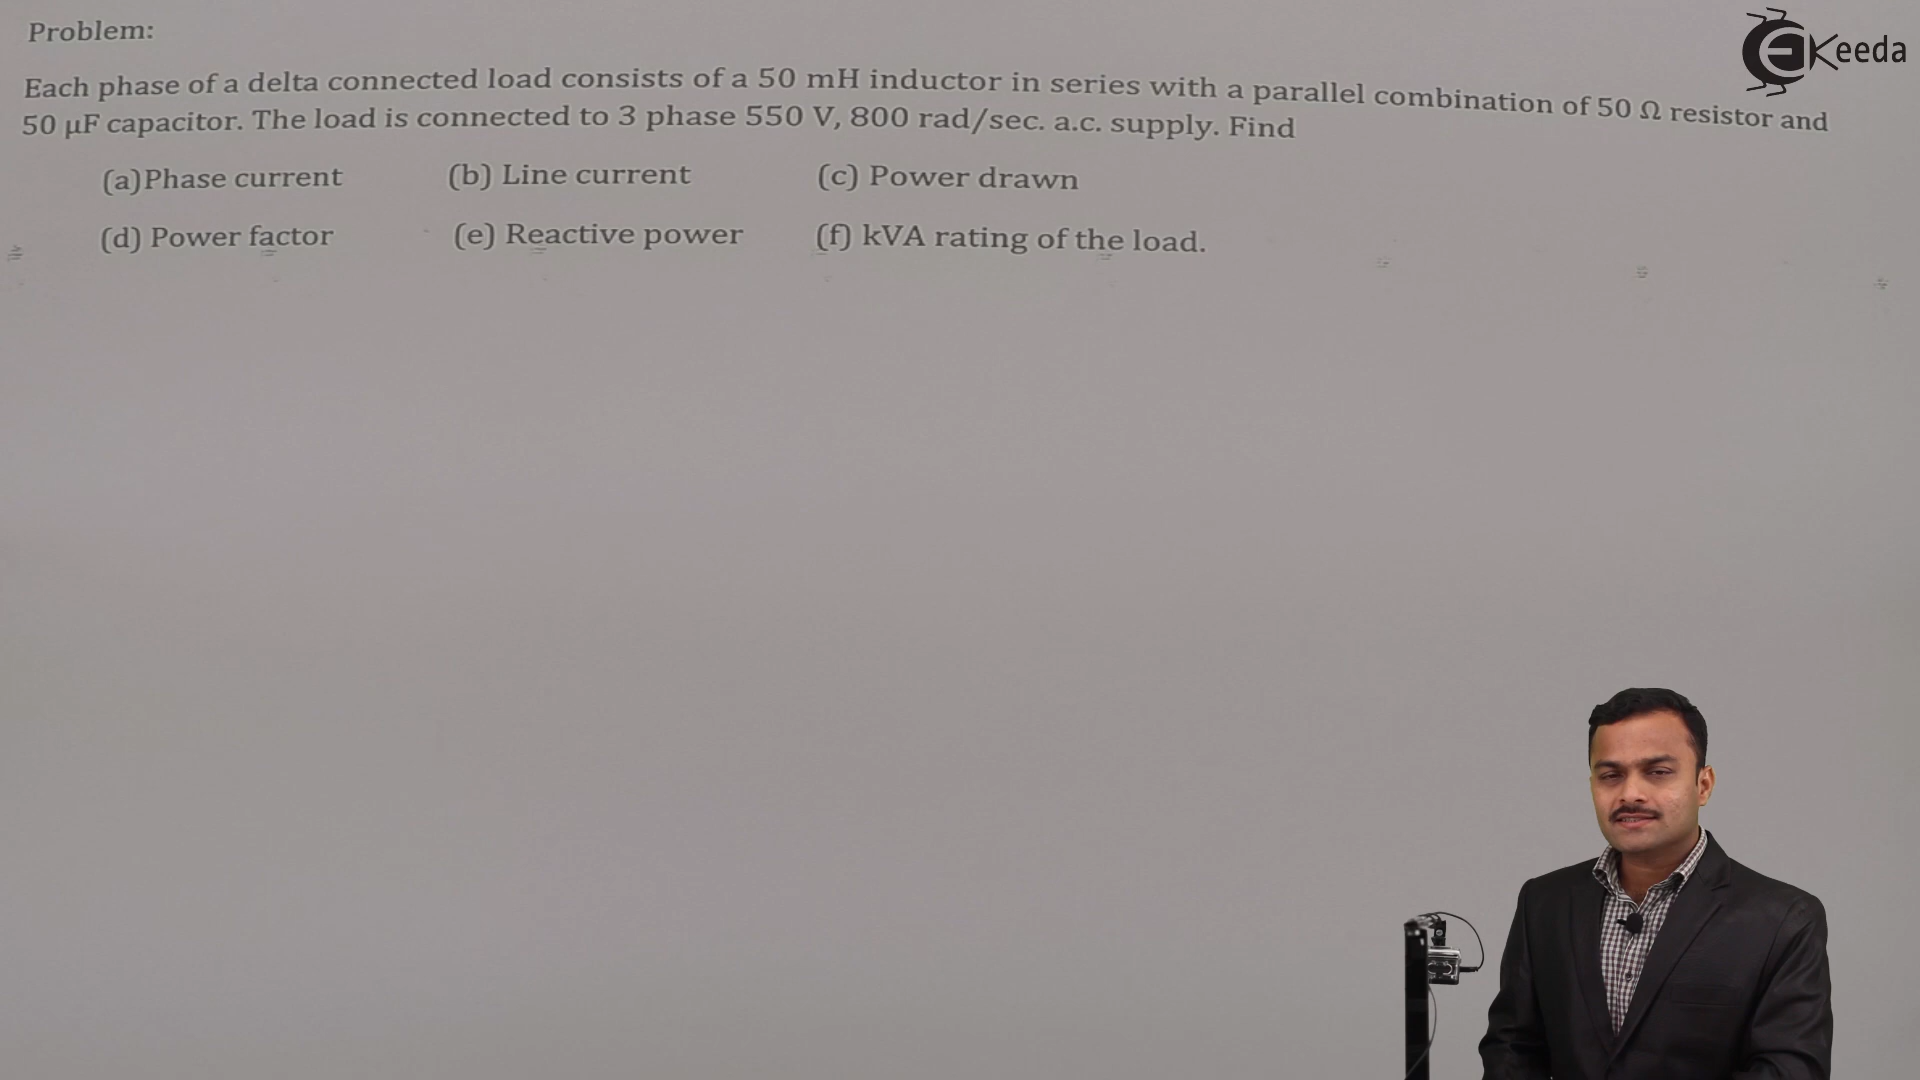 Problem:
Keeda
Each phase of a delta connected load consists of a 50 mH inductor in series with a parallel combination of 50 Ω resistor and
50 μF capacitor. The load is connected to 3 phase 550 V, 800 rad/sec. a.c. supply. Find
(a)Phase current (b) Line current (c) Power drawn
(d) Power factor (e) Reactive power (f) kVA rating of the load.